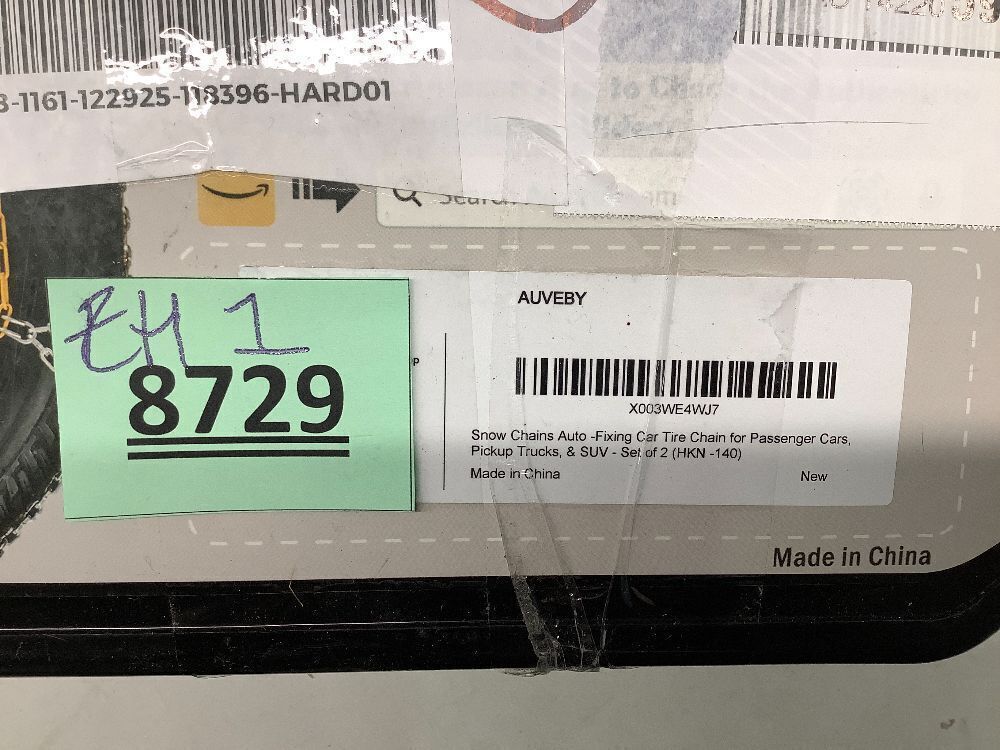 -1161-122925-118396-HARD01
to
EH 1
8729
P
AUVEBY
X003WE4WJ7
Snow Chains Auto -Fixing Car Tire Chain for Passenger Cars,
Pickup Trucks, & SUV - Set of 2 (HKN -140)
Made in China
New
Made in China